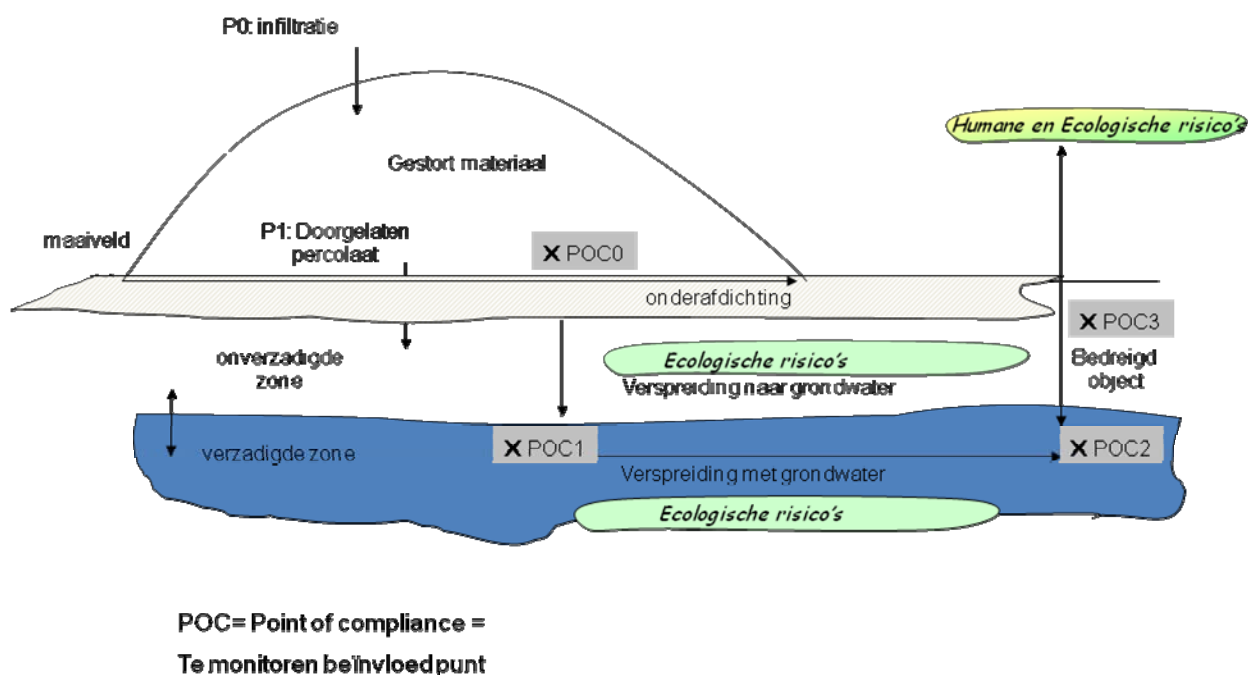 P0: infiltratie
Humane en Ecologische risico's
Gestort materiaal
maaiveld
P1: Doorgelaten
percolaat
X POC0
onderafdichting
X POC3
onverzadigde
zone
Ecologische risico's
Verspreiding naar grondwater
Bedreigd
object
verzadigde zone
X POC1
X POC2
Verspreiding met grondwater
Ecologische risico's
POC= Point of compliance =
Te monitoren beïnvloed punt